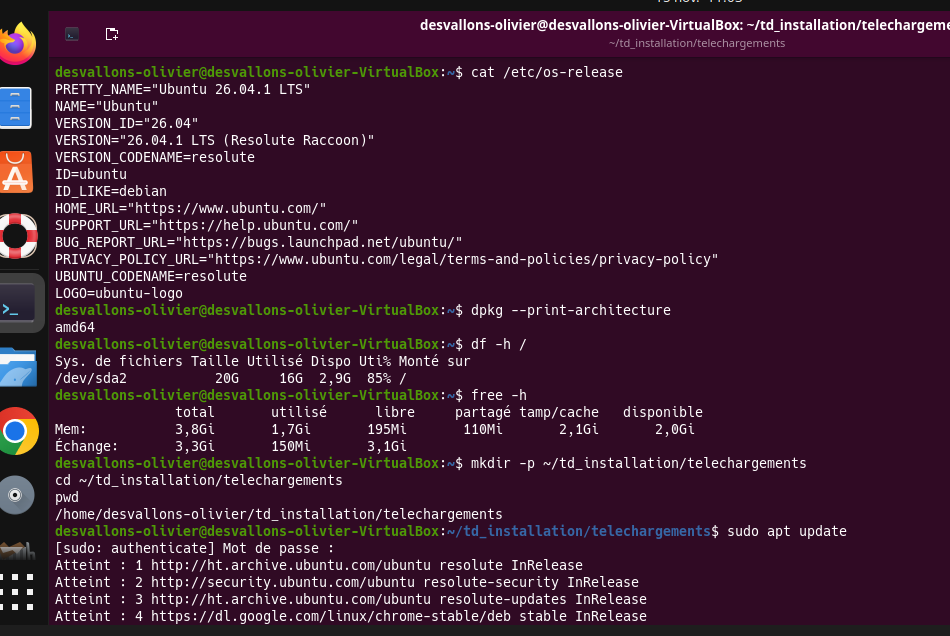 desvallons-olivier@desvallons-olivier-VirtualBox: ~/td_installation/telechargeme
~/td_installation/telechargements
desvallons-olivier@desvallons-olivier-VirtualBox:~$ cat /etc/os-release
PRETTY_NAME="Ubuntu 26.04.1 LTS"
NAME="Ubuntu"
VERSION_ID="26.04"
VERSION="26.04.1 LTS (Resolute Raccoon)"
VERSION_CODENAME=resolute
ID=ubuntu
ID_LIKE=debian
HOME_URL="https://www.ubuntu.com/"
SUPPORT_URL="https://help.ubuntu.com/"
BUG_REPORT_URL="https://bugs.launchpad.net/ubuntu/"
PRIVACY_POLICY_URL="https://www.ubuntu.com/legal/terms-and-policies/privacy-policy"
UBUNTU_CODENAME=resolute
LOGO=ubuntu-logo
desvallons-olivier@desvallons-olivier-VirtualBox:~$ dpkg --print-architecture
amd64
desvallons-olivier@desvallons-olivier-VirtualBox:~$ df -h /
Sys. de fichiers Taille Utilisé Dispo Uti% Monté sur
/dev/sda2           20G     16G  2,9G  85% /
desvallons-olivier@desvallons-olivier-VirtualBox:~$ free -h
               total       utilisé      libre     partagé tamp/cache   disponible
Mem:           3,8Gi       1,7Gi       195Mi       110Mi       2,1Gi       2,0Gi
Échange:       3,3Gi       150Mi       3,1Gi
desvallons-olivier@desvallons-olivier-VirtualBox:~$ mkdir -p ~/td_installation/telechargements
cd ~/td_installation/telechargements
pwd
/home/desvallons-olivier/td_installation/telechargements
desvallons-olivier@desvallons-olivier-VirtualBox:~/td_installation/telechargements$ sudo apt update
[sudo: authenticate] Mot de passe :
Atteint : 1 http://ht.archive.ubuntu.com/ubuntu resolute InRelease
Atteint : 2 http://security.ubuntu.com/ubuntu resolute-security InRelease
Atteint : 3 http://ht.archive.ubuntu.com/ubuntu resolute-updates InRelease
Atteint : 4 https://dl.google.com/linux/chrome-stable/deb stable InRelease